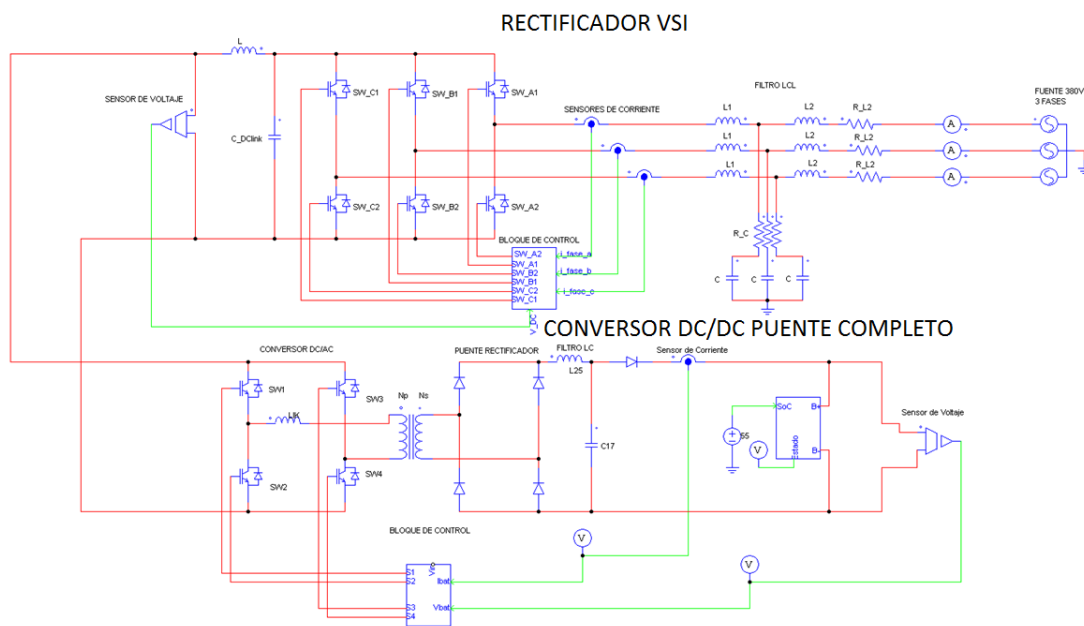 RECTIFICADOR VSI
L
SENSOR DE VOLTAJE
C_DClink
SW_C1
SW_B1
SW_A1
SENSORES DE CORRIENTE
FILTRO LCL
FUENTE 380V
3 FASES
L1
L2
R_L2
A
L1
L2
R_L2
A
L1
L2
R_L2
A
SW_C2
SW_B2
SW_A2
R_C
C
C
C
BLOQUE DE CONTROL
SW_A2
SW_A1
SW_B2
SW_B1
SW_C2
SW_C1
i_fase_a
i_fase_b
i_fase_c
V_DC
CONVERSOR DC/DC PUENTE COMPLETO
CONVERSOR DC/AC
PUENTE RECTIFICADOR
FILTRO LC
L25
Sensor de Corriente
SW1
SW3
Llk
Np
Ns
SoC
B+
B-
Estado
55
V
Sensor de Voltaje
C17
SW2
SW4
BLOQUE DE CONTROL
V
V
S1
S2
S3
S4
Ibat
Vbat